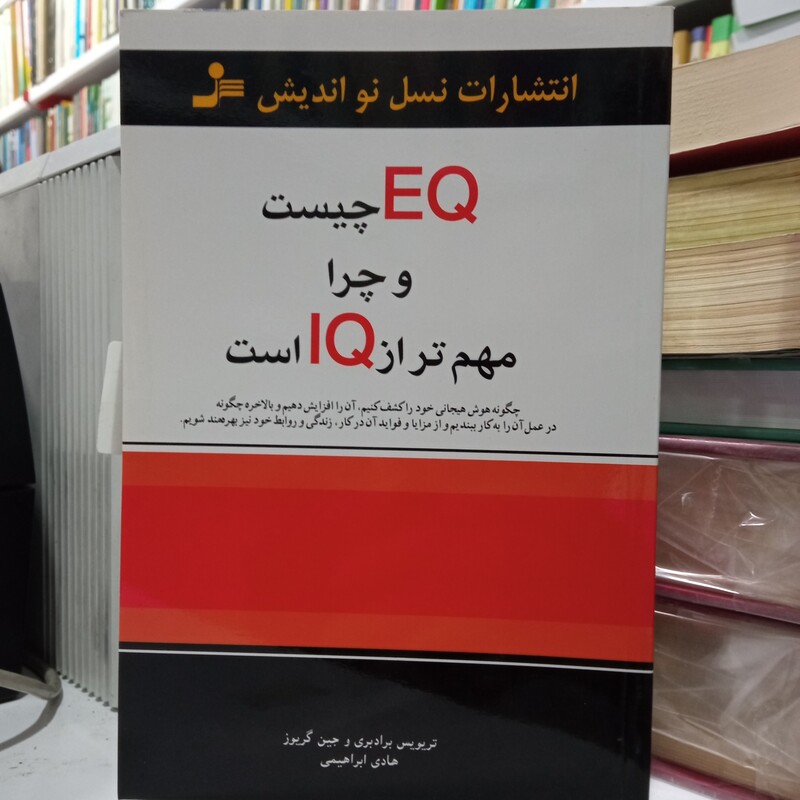 انتشارات نسل نو اندیش
EQ چیست
و چرا
مهم تر از IQ است
چگونه هوش هیجانی خود را کشف کنیم، آن را افزایش دهیم و بالاخره چگونه
در عمل آن را به کار ببندیم و از مزایا و فواید آن در کار، زندگی و روابط خود نیز بهره‌مند شویم.
تریویس برادبری و جین گریوز
هادی ابراهیمی